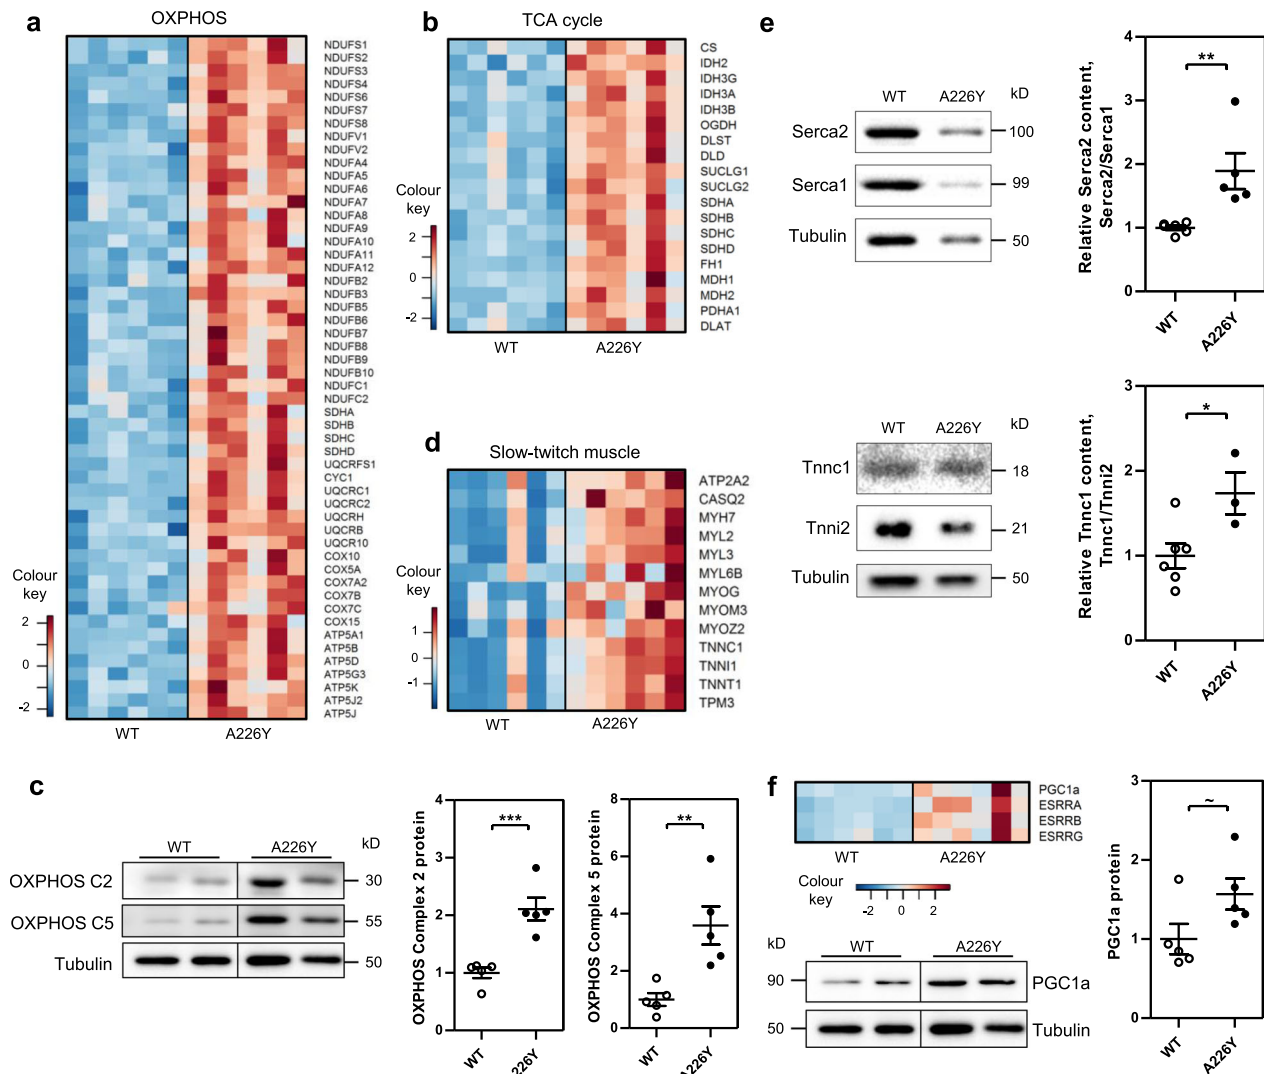 a
OXPHOS
NDUFS1
NDUFS2
NDUFS3
NDUFS4
NDUFS6
NDUFS7
NDUFS8
NDUFV1
NDUFV2
NDUFA4
NDUFA5
NDUFA6
NDUFA7
NDUFA8
NDUFA9
NDUFA10
NDUFA11
NDUFA12
NDUFB2
NDUFB3
NDUFB5
NDUFB6
NDUFB7
NDUFB8
NDUFB9
NDUFB10
NDUFC1
NDUFC2
SDHA
SDHB
SDHC
SDHD
UQCRFS1
CYC1
UQCRC1
UQCRC2
UQCRH
UQCRB
UQCR10
COX10
COX5A
COX7A2
COX7B
COX7C
COX15
ATP5A1
ATP5B
ATP5D
ATP5G3
ATP5K
ATP5J2
ATP5J
Colour
key
2
0
-2
WT A226Y
b
TCA cycle
CS
IDH2
IDH3G
IDH3A
IDH3B
OGDH
DLST
DLD
SUCLG1
SUCLG2
SDHA
SDHB
SDHC
SDHD
FH1
MDH1
MDH2
PDHA1
DLAT
Colour
key
2
0
-2
WT A226Y
d
Slow-twitch muscle
ATP2A2
CASQ2
MYH7
MYL2
MYL3
MYL6B
MYOG
MYOM3
MYOZ2
TNNC1
TNNI1
TNNT1
TPM3
Colour
key
1
0
-1
WT A226Y
e
WT A226Y kD
Serca2 100
Serca1 99
Tubulin 50
Relative Serca2 content,
Serca2/Serca1
4
3
2
1
0
**
WT A226Y
WT A226Y kD
Tnnc1 18
Tnni2 21
Tubulin 50
Relative Tnnc1 content,
Tnnc1/Tnni2
3
2
1
0
*
WT A226Y
c
WT A226Y kD
OXPHOS C2 30
OXPHOS C5 55
Tubulin 50
OXPHOS Complex 2 protein
4
3
2
1
0
***
WT
OXPHOS Complex 5 protein
8
6
4
2
0
**
WT
f
PGC1a
ESRRA
ESRRB
ESRRG
WT A226Y
Colour
key
-2 0 2
kD WT A226Y
90 PGC1a
50 Tubulin
PGC1a protein
3
2
1
0
~
WT A226Y